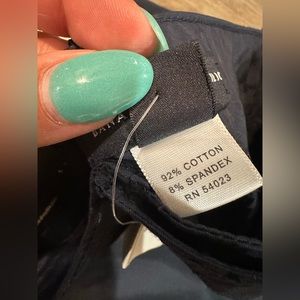 92% COTTON
8% SPANDEX
RN 54023